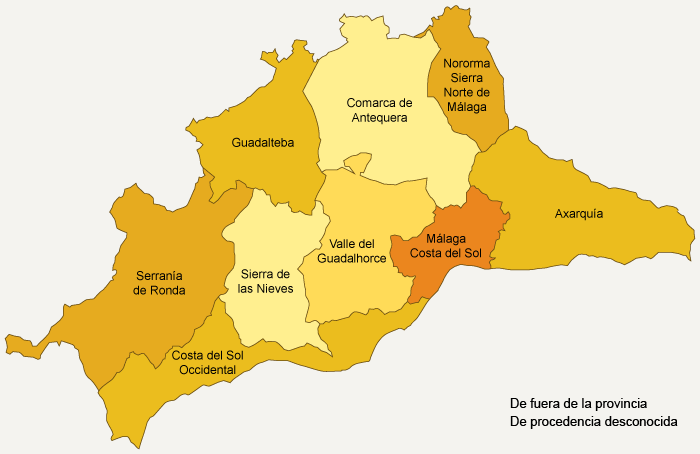 Nororma
Sierra
Norte de
Málaga
Comarca de
Antequera
Guadalteba
Axarquía
Valle del
Guadalhorce
Málaga
Costa del Sol
Serranía
de Ronda
Sierra de
las Nieves
Costa del Sol
Occidental
De fuera de la provincia
De procedencia desconocida